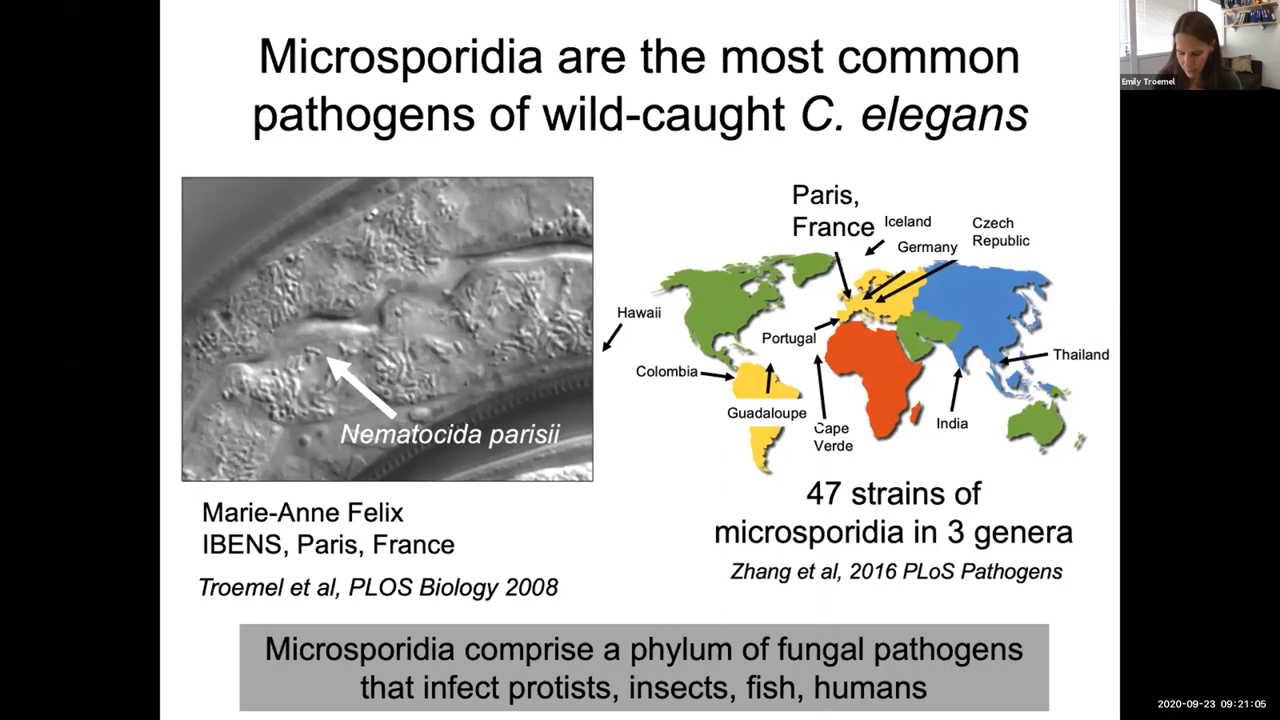 Microsporidia are the most common
pathogens of wild-caught C. elegans
Emily Troemel
Nematocida parisii
Marie-Anne Felix
IBENS, Paris, France
Troemel et al, PLOS Biology 2008
Paris,
France
Iceland
Germany
Czech
Republic
Hawaii
Portugal
Colombia
Thailand
Guadaloupe
Cape
Verde
India
47 strains of
microsporidia in 3 genera
Zhang et al, 2016 PLoS Pathogens
Microsporidia comprise a phylum of fungal pathogens
that infect protists, insects, fish, humans
2020-09-23 09:21:05